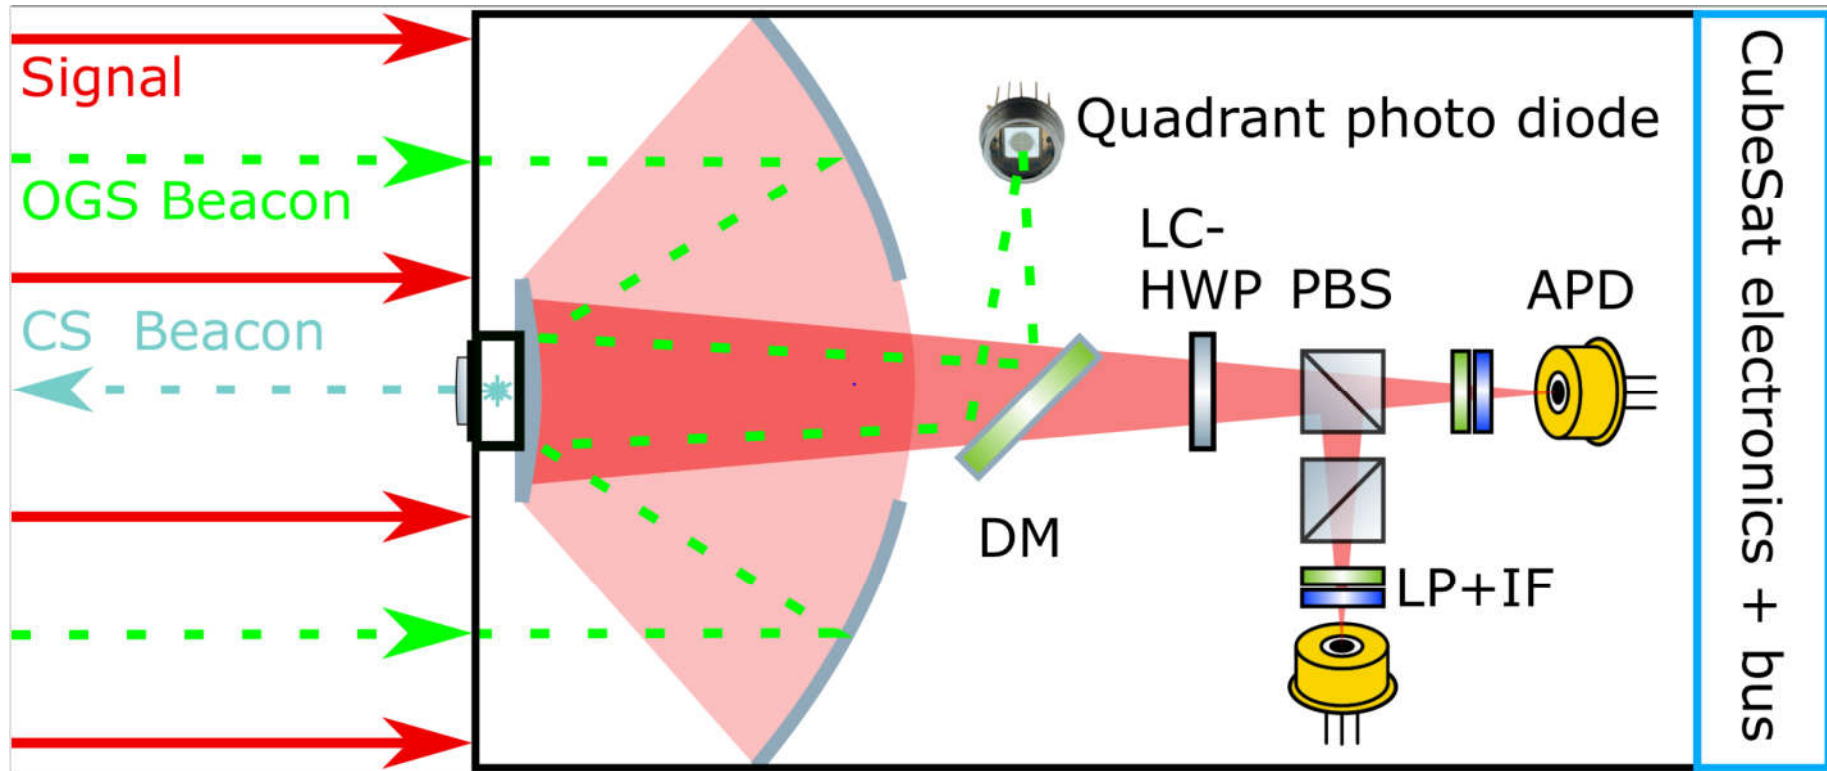 Signal
OGS Beacon
CS Beacon
Quadrant photo diode
LC-
HWP
PBS
APD
DM
LP+IF
CubeSat electronics + bus